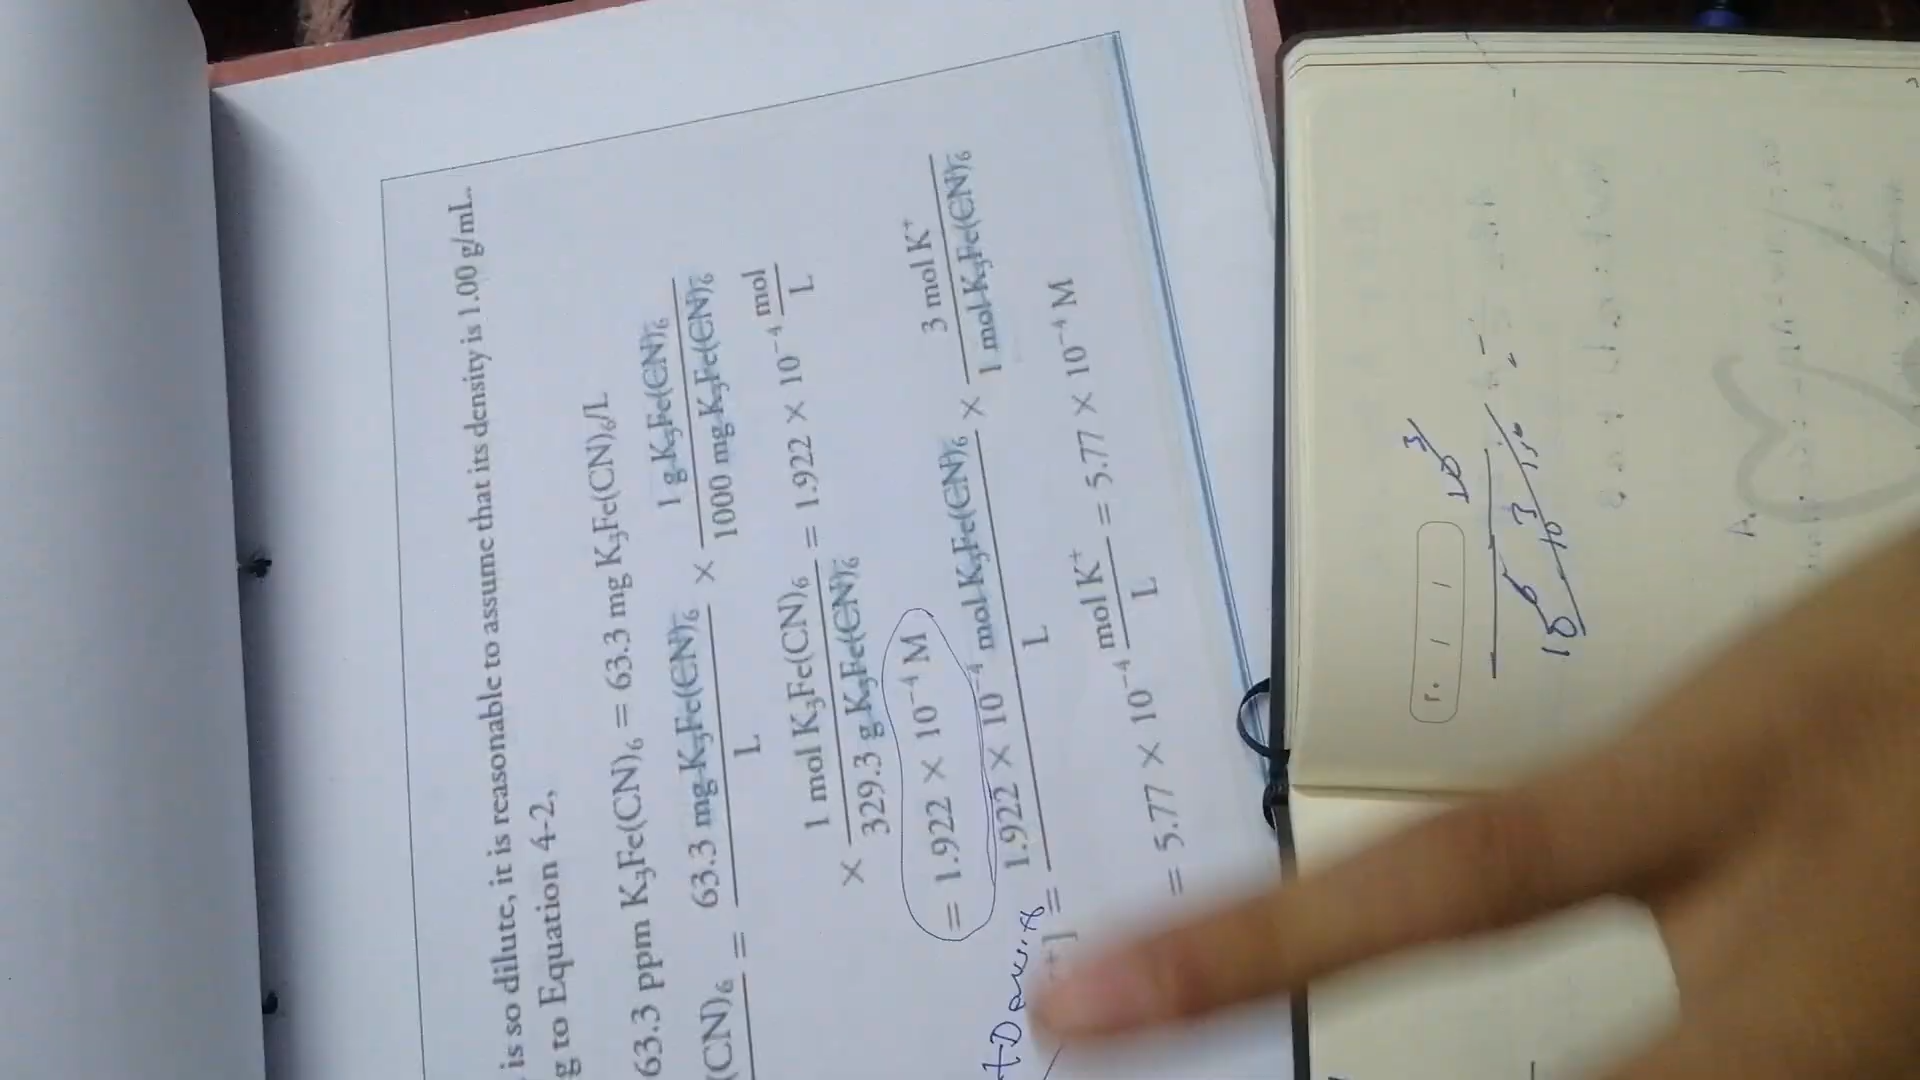 is so dilute, it is reasonable to assume that its density is 1.00 g/mL.
g to Equation 4-2,
63.3 ppm K₃Fe(CN)₆ = 63.3 mg K₃Fe(CN)₆/L
(CN)₆ = 63.3 mg K₃Fe(CN)₆ / L × 1 g K₃Fe(CN)₆ / 1000 mg K₃Fe(CN)₆
× 1 mol K₃Fe(CN)₆ / 329.3 g K₃Fe(CN)₆ = 1.922 × 10⁻⁴ mol / L
= 1.922 × 10⁻⁴ M
⁺] = 1.922 × 10⁻⁴ mol K₃Fe(CN)₆ / L × 3 mol K⁺ / 1 mol K₃Fe(CN)₆
= 5.77 × 10⁻⁴ mol K⁺ / L = 5.77 × 10⁻⁴ M